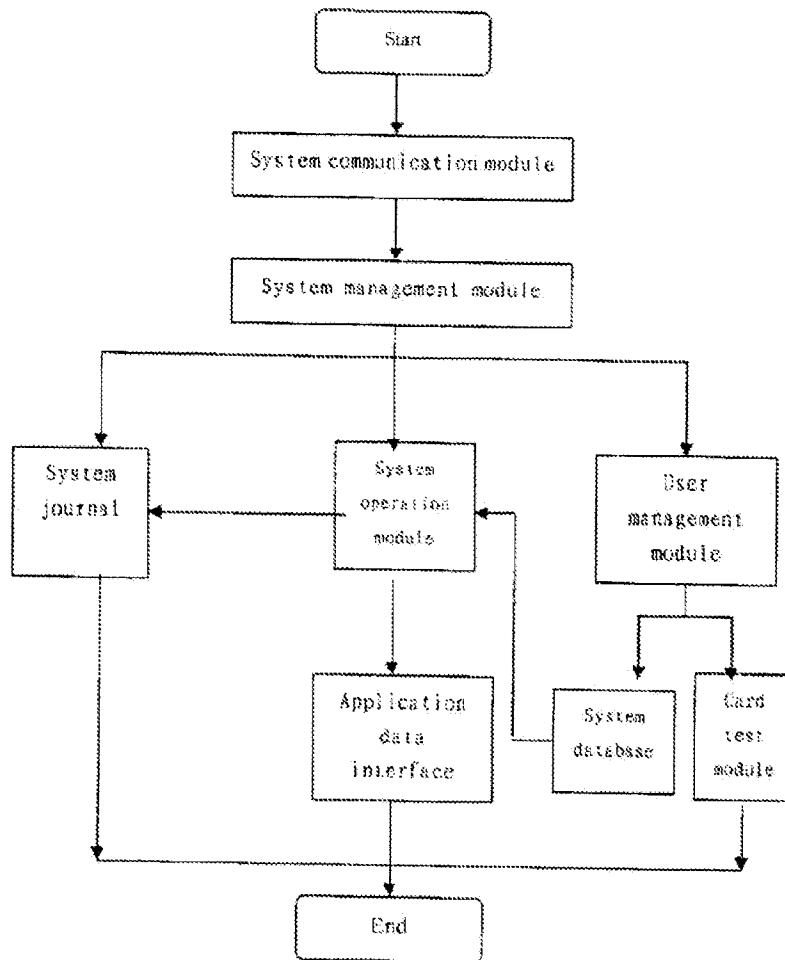 Start
System communication module
System management module
System
journal
System
operation
module
User
management
module
Application
data
interface
System
database
Card
test
module
End